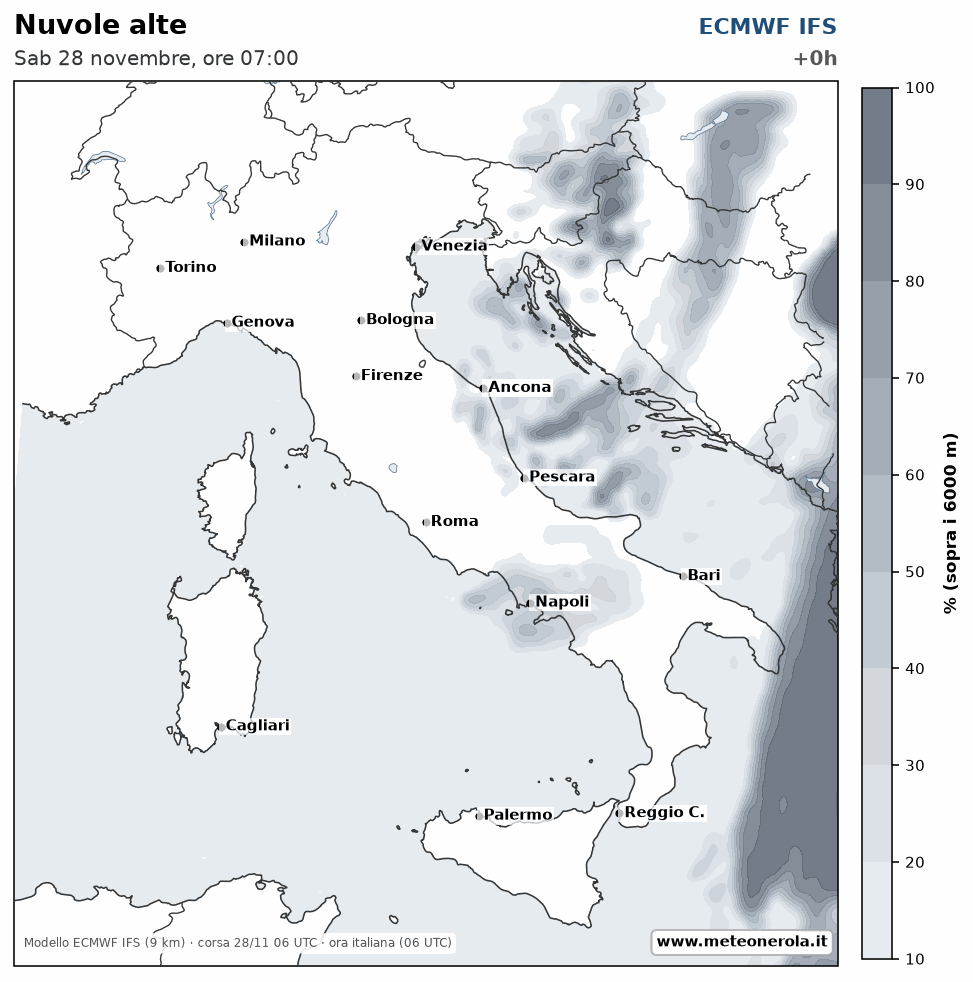 Nuvole alte
ECMWF IFS
Sab 28 novembre, ore 07:00
+0h
Milano
Venezia
Torino
Genova
Bologna
Firenze
Ancona
Pescara
Roma
Bari
Napoli
Cagliari
Palermo
Reggio C.
Modello ECMWF IFS (9 km) · corsa 28/11 06 UTC · ora italiana (06 UTC)
www.meteonerola.it
100
90
80
70
60
50
40
30
20
10
% (sopra i 6000 m)